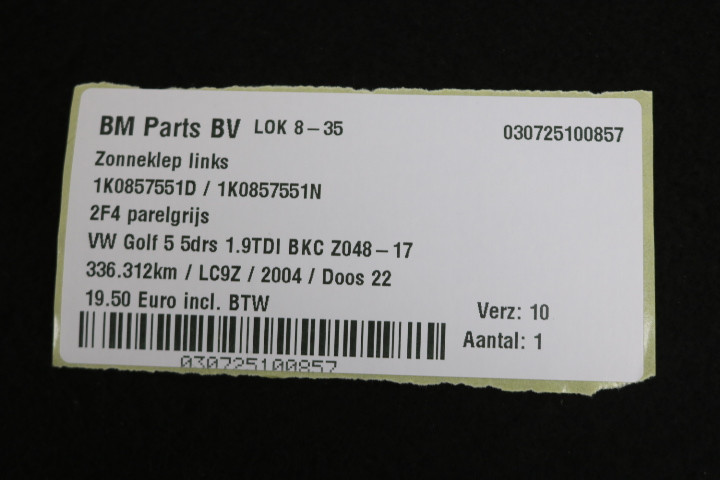 BM Parts BV LOK 8-35 030725100857
Zonneklep links
1K0857551D / 1K0857551N
2F4 parelgrijs
VW Golf 5 5drs 1.9TDI BKC Z048-17
336.312km / LC9Z / 2004 / Doos 22
19.50 Euro incl. BTW
Verz: 10
Aantal: 1
030725100857